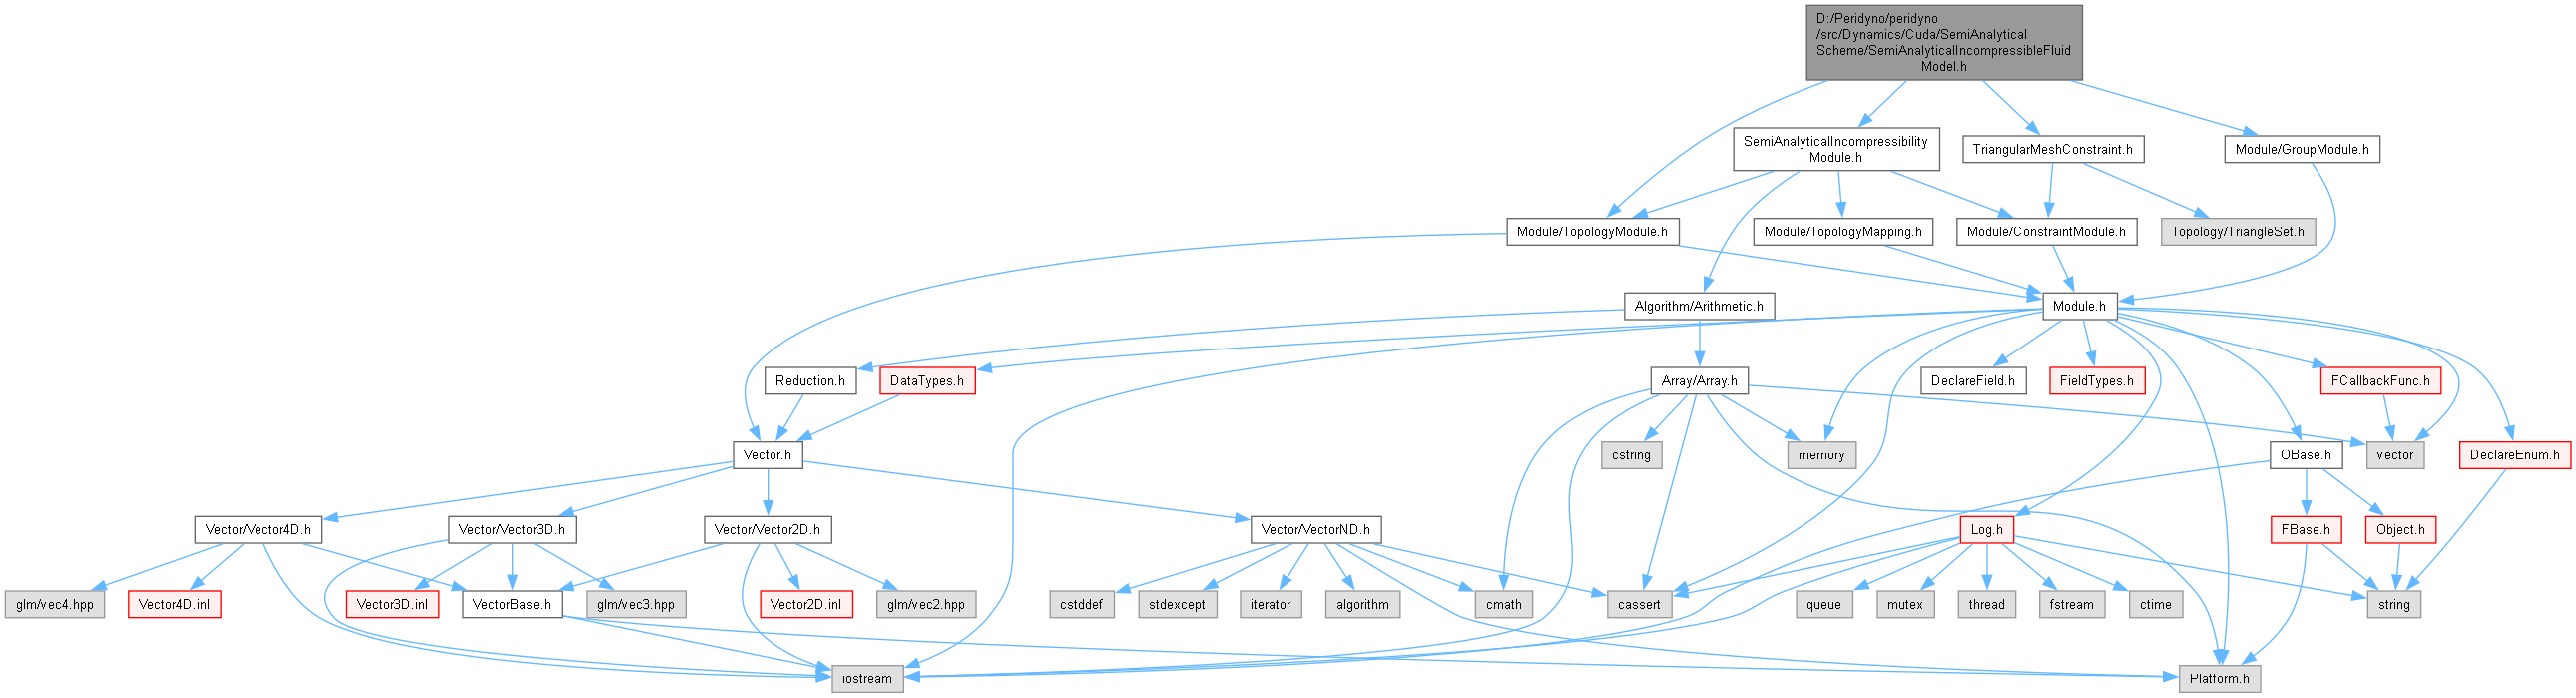 D:/Peridyno/peridyno
/src/Dynamics/Cuda/SemiAnalytical
Scheme/SemiAnalyticalIncompressibleFluid
Model.h
SemiAnalyticalIncompressibility
Module.h
TriangularMeshConstraint.h
Module/GroupModule.h
Module/TopologyModule.h
Module/TopologyMapping.h
Module/ConstraintModule.h
Topology/TriangleSet.h
Algorithm/Arithmetic.h
Module.h
Reduction.h
DataTypes.h
Array/Array.h
DeclareField.h
FieldTypes.h
FCallbackFunc.h
Vector.h
cstring
memory
OBase.h
vector
DeclareEnum.h
Vector/Vector4D.h
Vector/Vector3D.h
Vector/Vector2D.h
Vector/VectorND.h
Log.h
FBase.h
Object.h
glm/vec4.hpp
Vector4D.inl
Vector3D.inl
VectorBase.h
glm/vec3.hpp
Vector2D.inl
glm/vec2.hpp
cstddef
stdexcept
iterator
algorithm
cmath
cassert
queue
mutex
thread
fstream
ctime
string
iostream
Platform.h